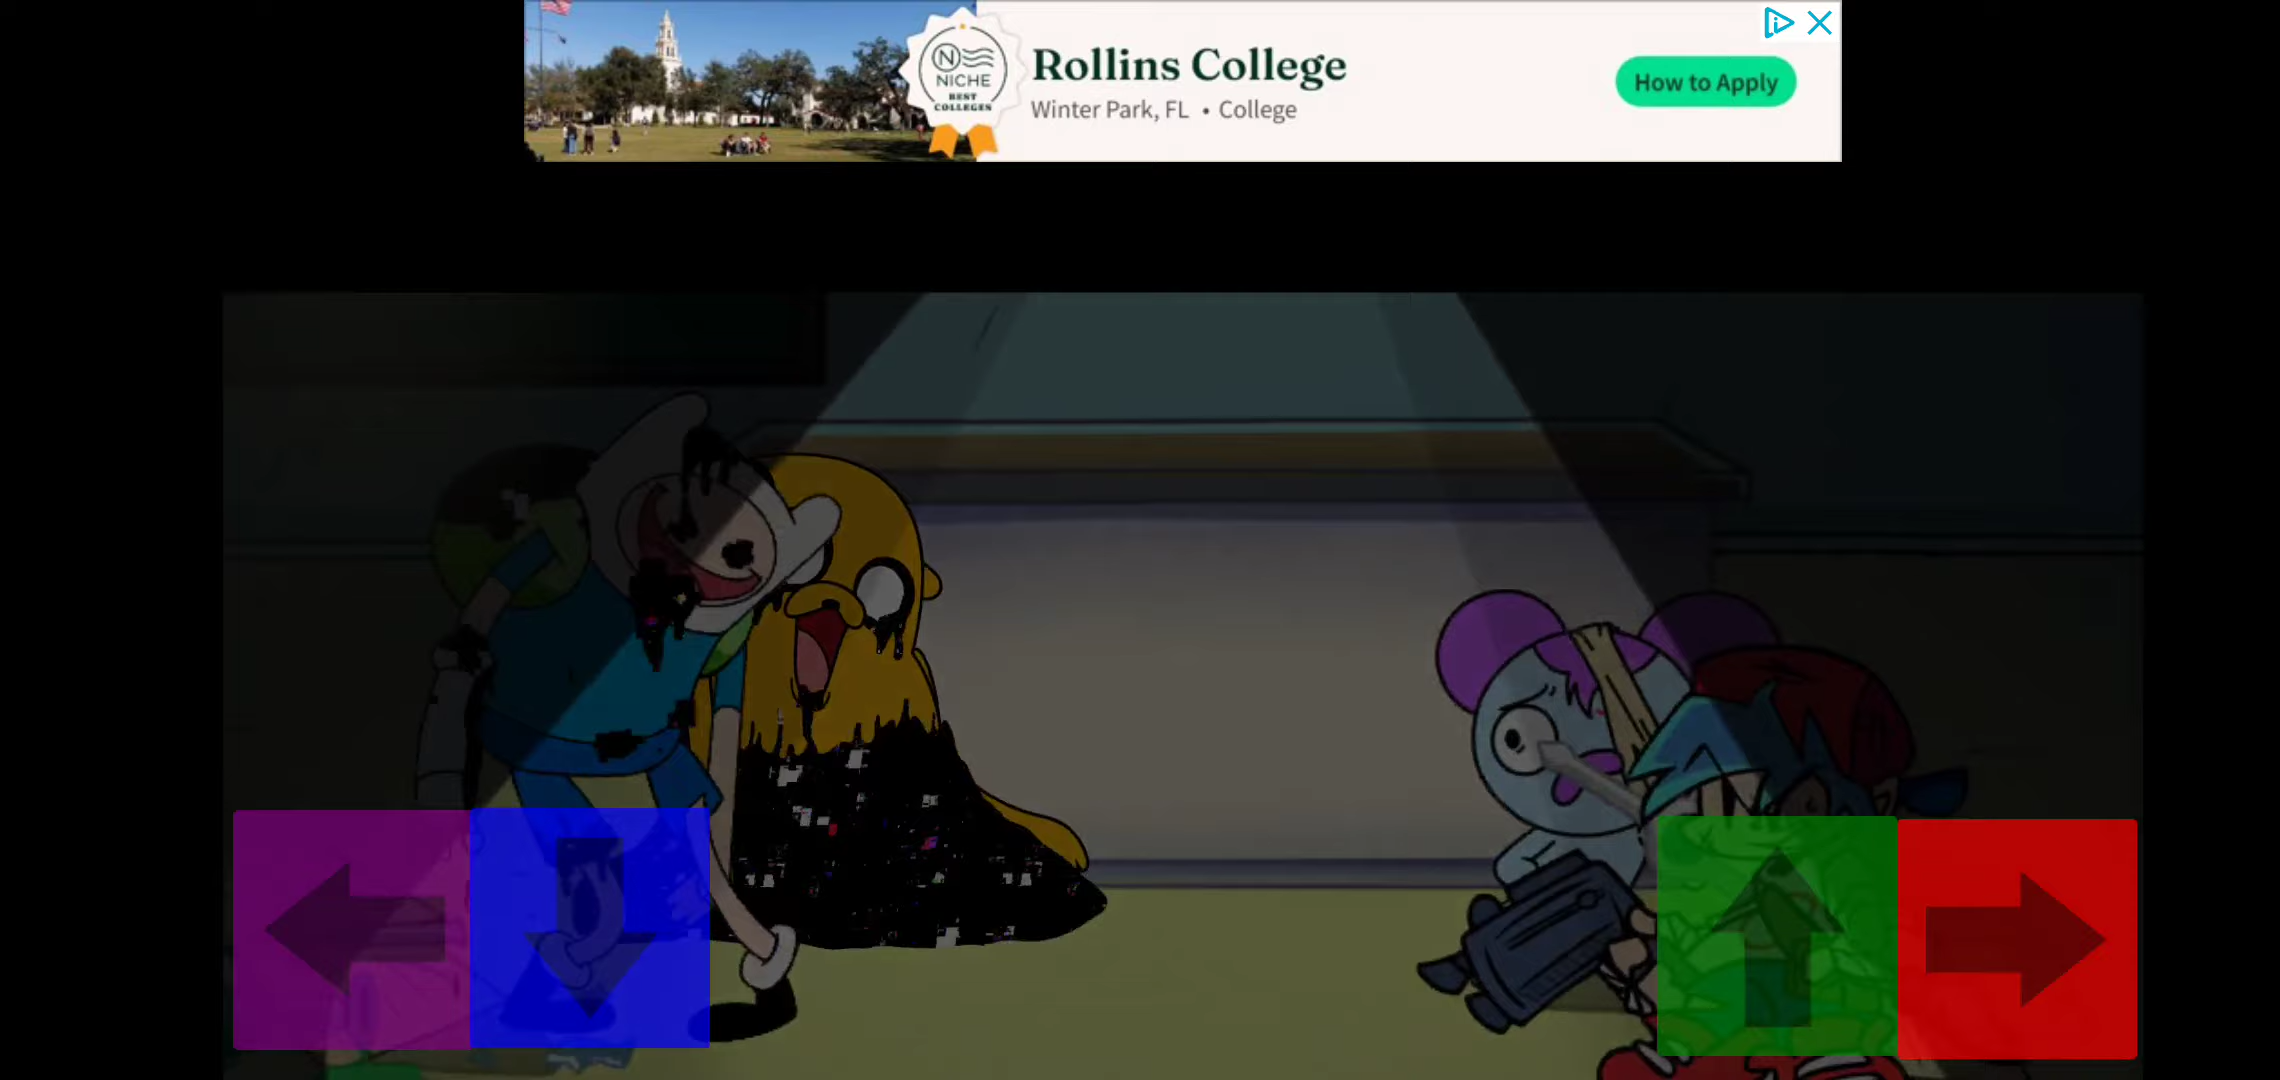 N
NICHE
BEST
COLLEGES
Rollins College
Winter Park, FL • College
How to Apply